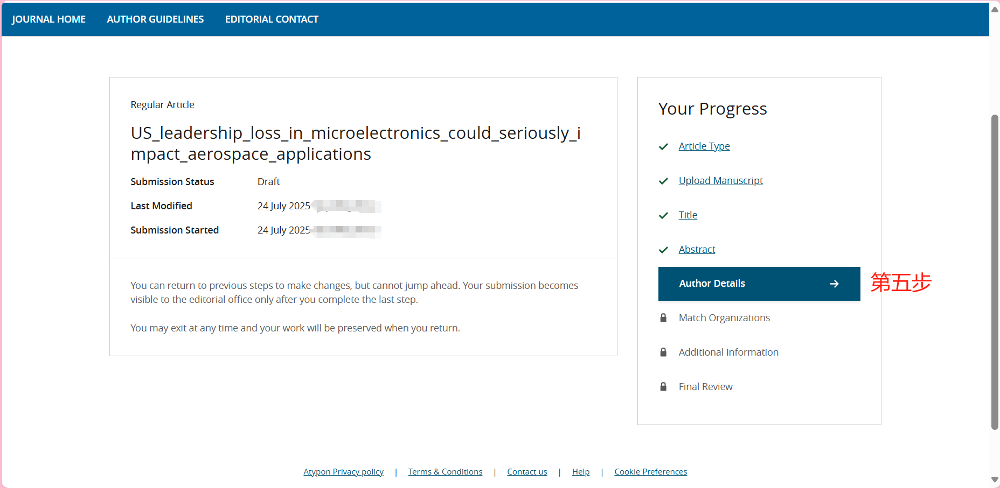 JOURNAL HOME AUTHOR GUIDELINES EDITORIAL CONTACT
Regular Article
US_leadership_loss_in_microelectronics_could_seriously_i
mpact_aerospace_applications
Submission Status Draft
Last Modified 24 July 2025
Submission Started 24 July 2025
You can return to previous steps to make changes, but cannot jump ahead. Your submission becomes
visible to the editorial office only after you complete the last step.
You may exit at any time and your work will be preserved when you return.
Your Progress
Article Type
Upload Manuscript
Title
Abstract
Author Details
第五步
Match Organizations
Additional Information
Final Review
Atypon Privacy policy | Terms & Conditions | Contact us | Help | Cookie Preferences